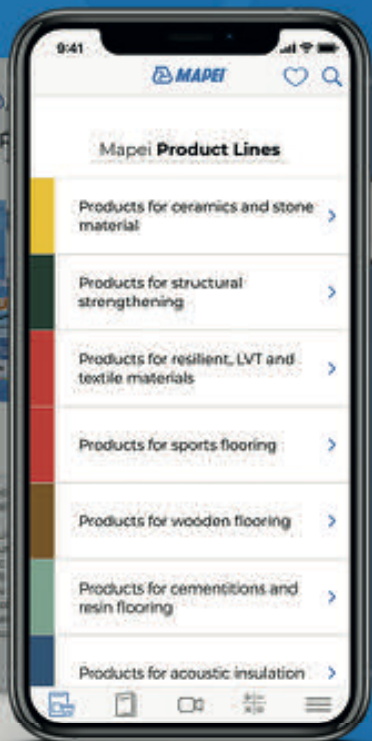 9:41
MAPEI
Mapei Product Lines
Products for ceramics and stone
material
Products for structural
strengthening
Products for resilient, LVT and
textile materials
Products for sports flooring
Products for wooden flooring
Products for cementitions and
resin flooring
Products for acoustic insulation